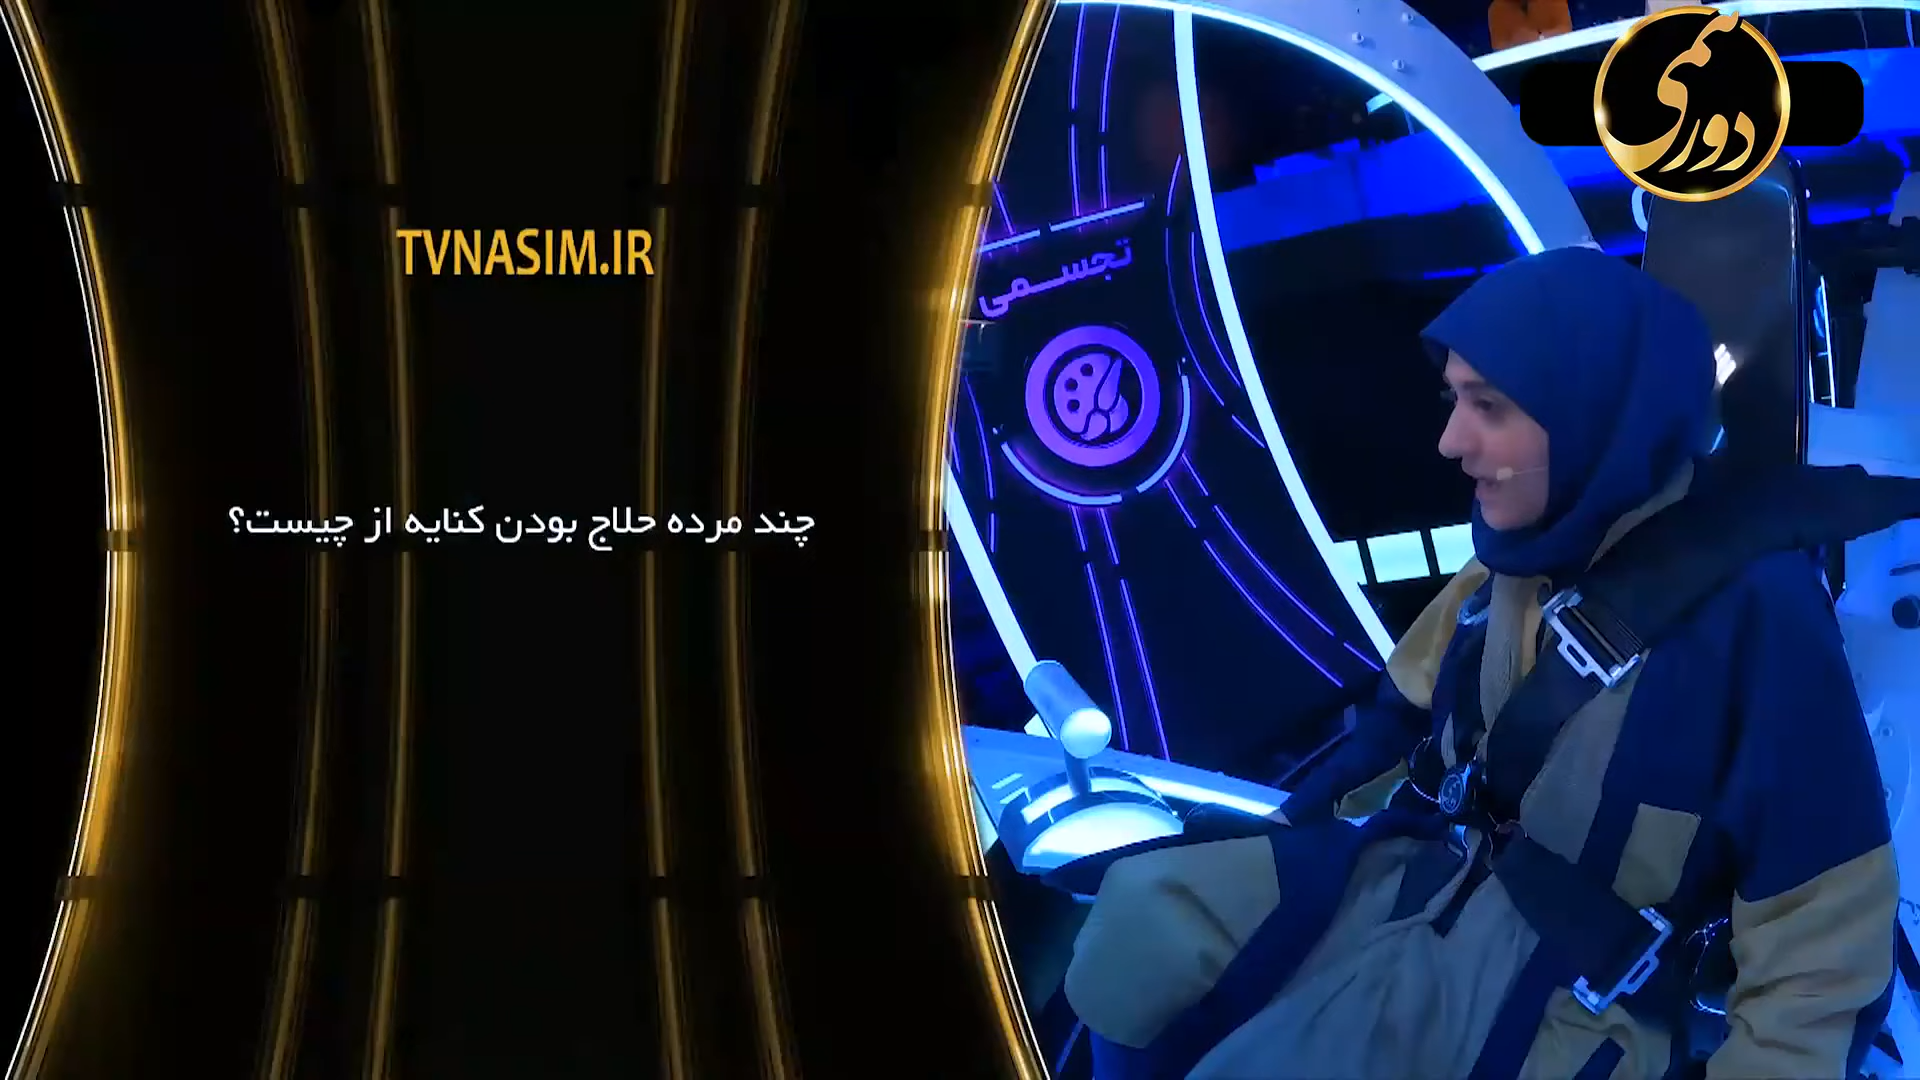 TVNASIM.IR
چند مرده حلاج بودن کنایه از چیست؟
تجسمی
دورهمی